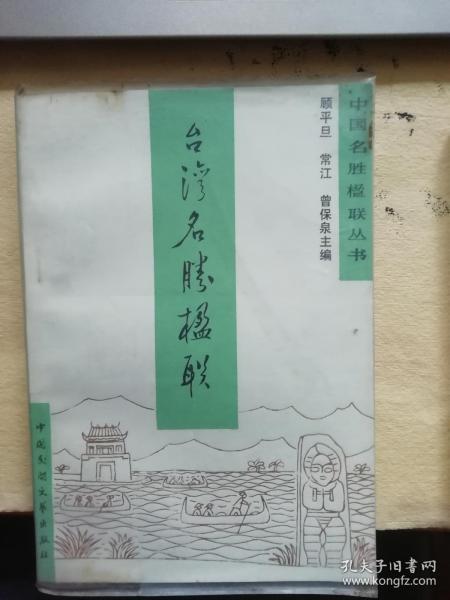 中国名胜楹联丛书
顾平旦 常江 曾保泉主编
台湾名胜楹联
中国民间文艺出版社
孔夫子旧书网
www.kongfz.com